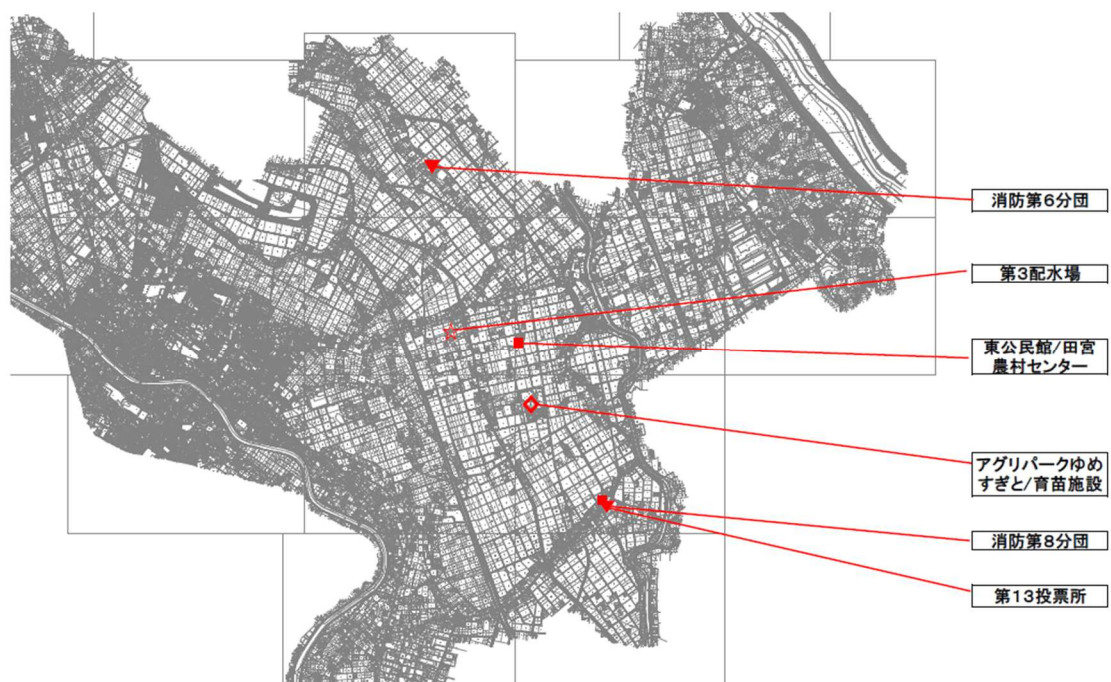 消防第6分団
第3配水場
東公民館/田宮
農村センター
アグリパークゆめ
すぎと/育苗施設
消防第8分団
第13投票所